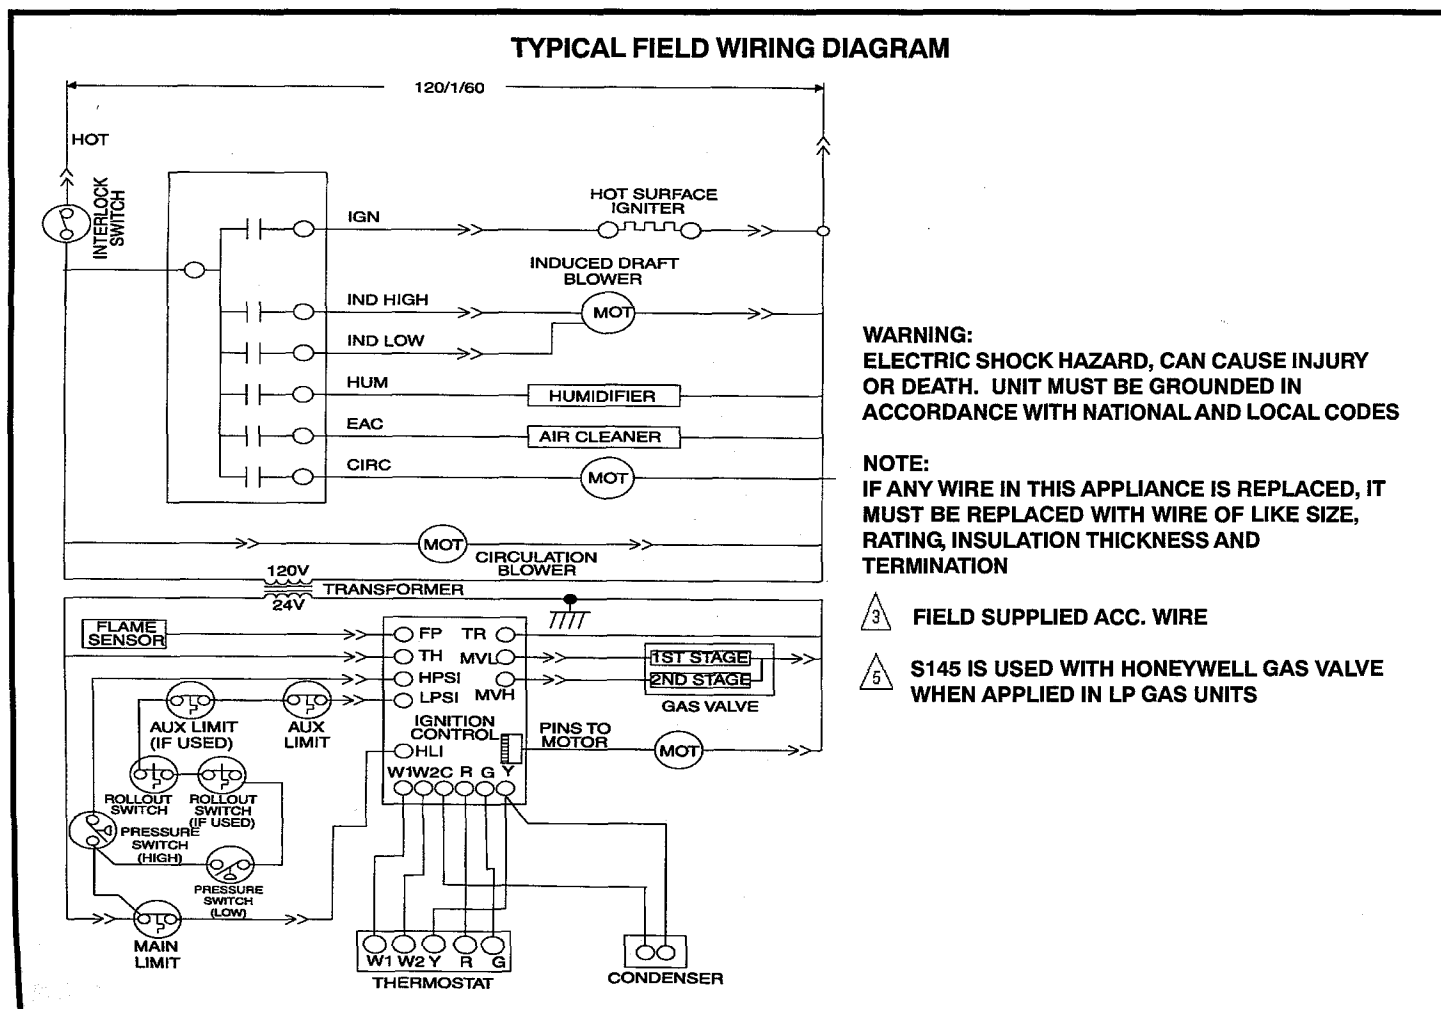 TYPICAL FIELD WIRING DIAGRAM
120/1/60
HOT
INTERLOCK
SWITCH
IGN
HOT SURFACE
IGNITER
INDUCED DRAFT
BLOWER
IND HIGH
MOT
IND LOW
HUM
HUMIDIFIER
EAC
AIR CLEANER
CIRC
MOT
MOT
CIRCULATION
BLOWER
120V
TRANSFORMER
24V
FLAME
SENSOR
FP
TR
TH
MVL
1ST STAGE
HPSI
2ND STAGE
LPSI
MVH
GAS VALVE
AUX LIMIT
(IF USED)
AUX
LIMIT
IGNITION
CONTROL
PINS TO
MOTOR
MOT
HLI
W1 W2 C R G Y
ROLLOUT
SWITCH
ROLLOUT
SWITCH
(IF USED)
PRESSURE
SWITCH
(HIGH)
PRESSURE
SWITCH
(LOW)
MAIN
LIMIT
W1 W2 Y R G
THERMOSTAT
CONDENSER
WARNING:
ELECTRIC SHOCK HAZARD, CAN CAUSE INJURY
OR DEATH. UNIT MUST BE GROUNDED IN
ACCORDANCE WITH NATIONAL AND LOCAL CODES
NOTE:
IF ANY WIRE IN THIS APPLIANCE IS REPLACED, IT
MUST BE REPLACED WITH WIRE OF LIKE SIZE,
RATING, INSULATION THICKNESS AND
TERMINATION
3 FIELD SUPPLIED ACC. WIRE
5 S145 IS USED WITH HONEYWELL GAS VALVE
WHEN APPLIED IN LP GAS UNITS